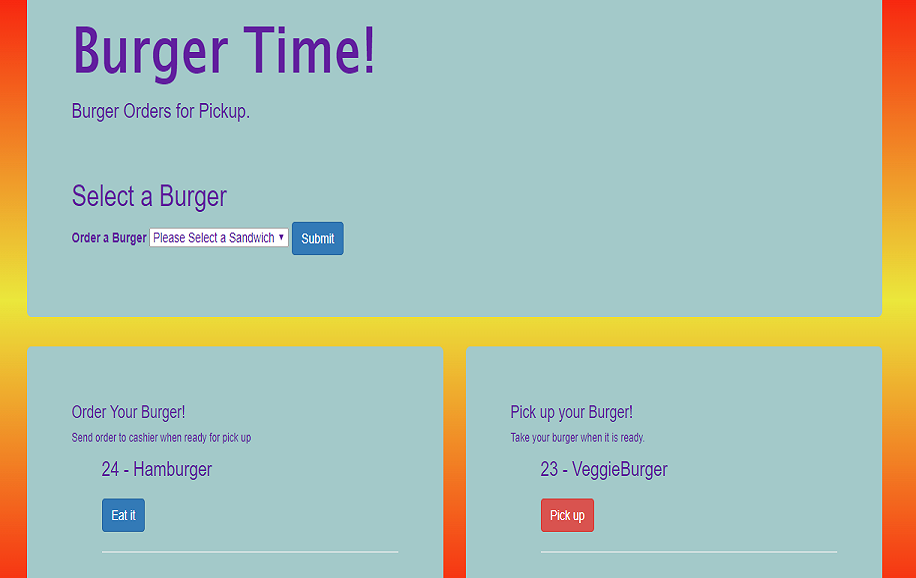 Burger Time!
Burger Orders for Pickup.
Select a Burger
Order a Burger Please Select a Sandwich Submit
Order Your Burger!
Send order to cashier when ready for pick up
24 - Hamburger
Eat it
Pick up your Burger!
Take your burger when it is ready.
23 - VeggieBurger
Pick up